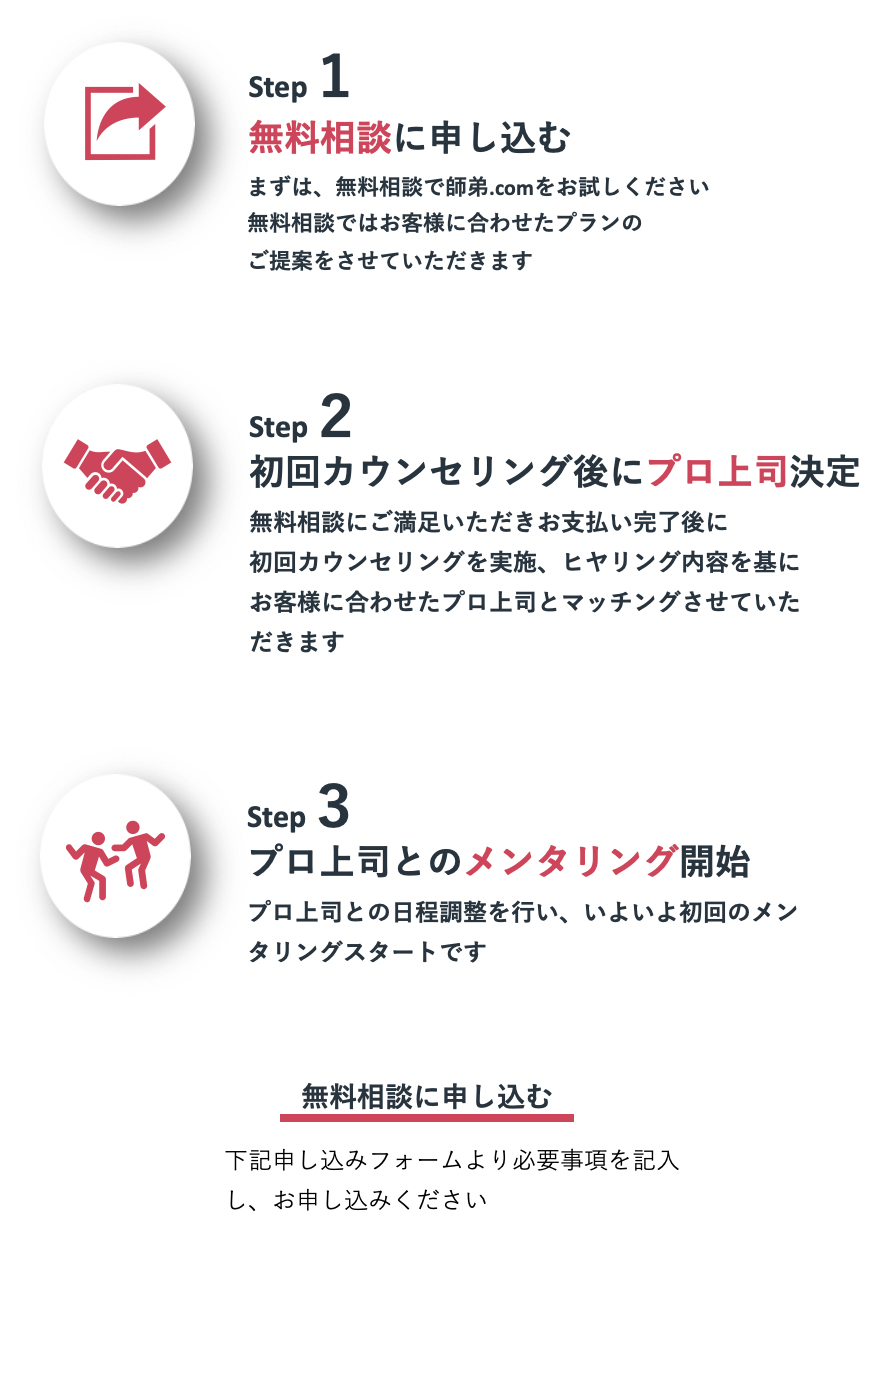 Step 1
無料相談に申し込む
まずは、無料相談で師弟.comをお試しください
無料相談ではお客様に合わせたプランの
ご提案をさせていただきます
Step 2
初回カウンセリング後にプロ上司決定
無料相談にご満足いただきお支払い完了後に
初回カウンセリングを実施、ヒヤリング内容を基に
お客様に合わせたプロ上司とマッチングさせていた
だきます
Step 3
プロ上司とのメンタリング開始
プロ上司との日程調整を行い、いよいよ初回のメン
タリングスタートです
無料相談に申し込む
下記申し込みフォームより必要事項を記入
し、お申し込みください